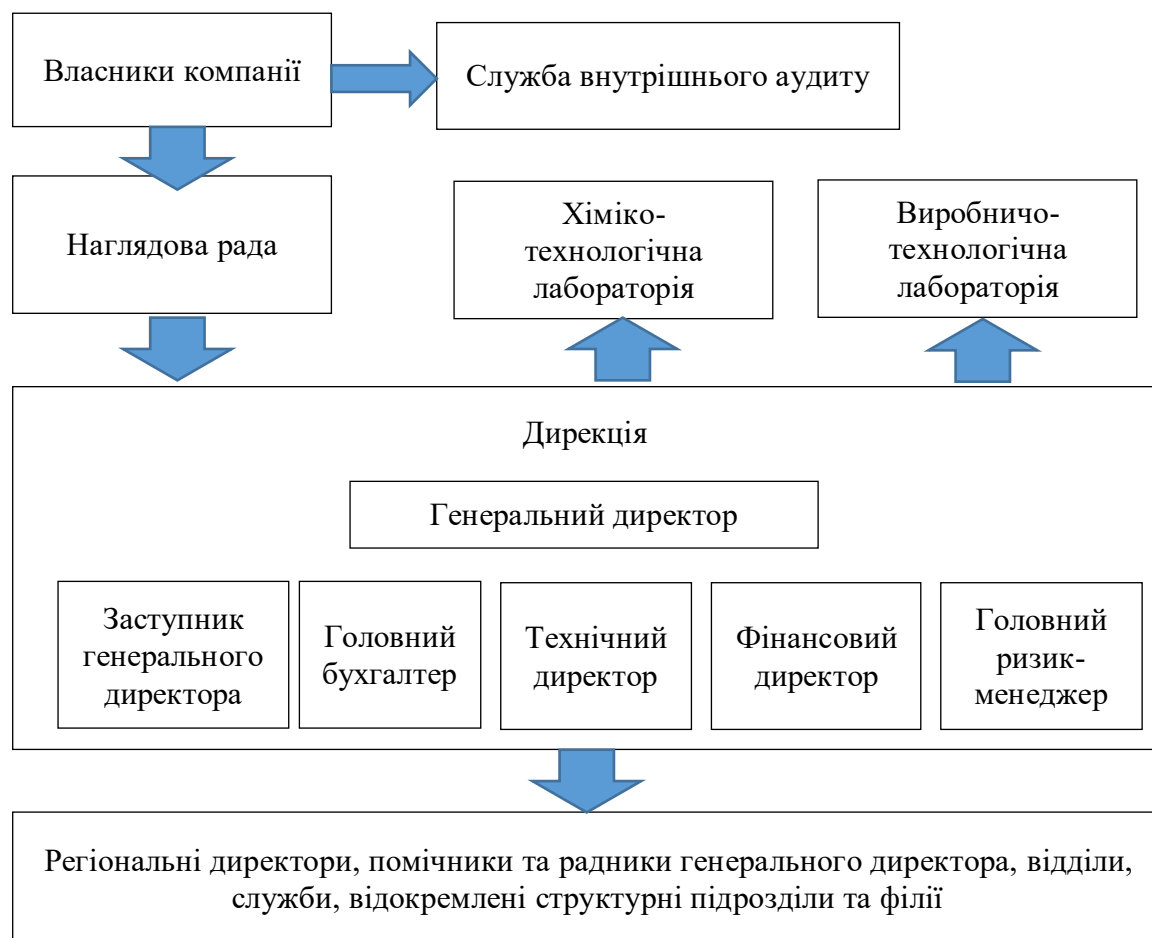 Власники компанії
Служба внутрішнього аудиту
Наглядова рада
Хіміко-
технологічна
лабораторія
Виробничо-
технологічна
лабораторія
Дирекція
Генеральний директор
Заступник
генерального
директора
Головний
бухгалтер
Технічний
директор
Фінансовий
директор
Головний
ризик-
менеджер
Регіональні директори, помічники та радники генерального директора, відділи,
служби, відокремлені структурні підрозділи та філії